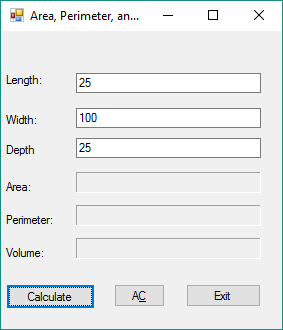 Area, Perimeter, an...
Length: 25
Width: 100
Depth 25
Area:
Perimeter:
Volume:
Calculate AC Exit